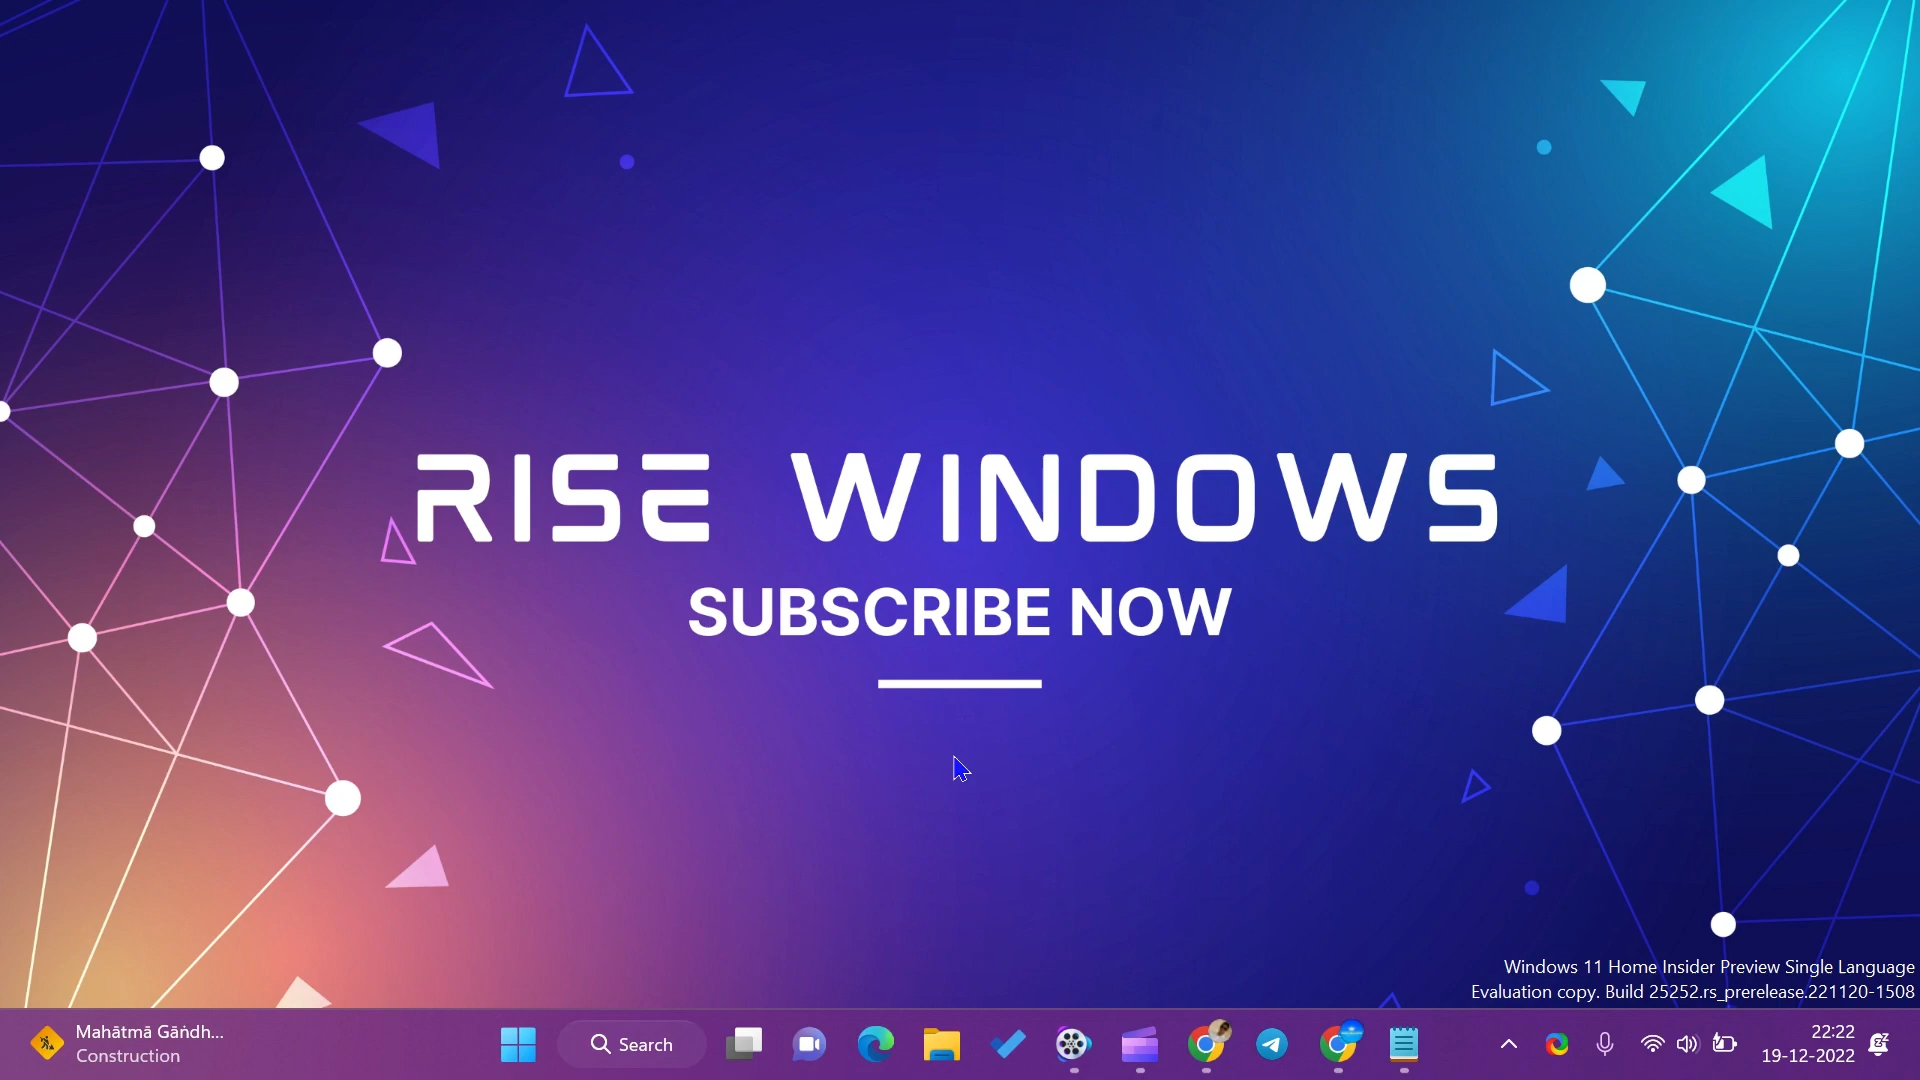 RISE WINDOWS
SUBSCRIBE NOW
Windows 11 Home Insider Preview Single Language
Evaluation copy. Build 25252.rs_prerelease.221120-1508
Mahātmā Gāṅdh...
Construction
Search
22:22
19-12-2022